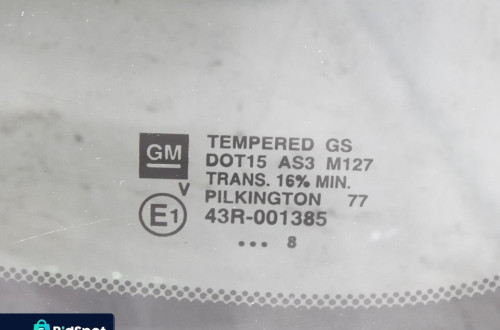 GM
TEMPERED GS
DOT15 AS3 M127
TRANS. 16% MIN.
V
PILKINGTON 77
E1
43R-001385
... 8
BidSpot